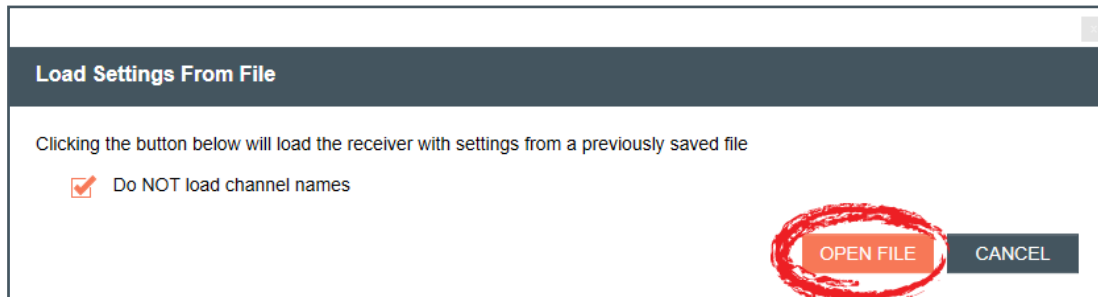 Load Settings From File
Clicking the button below will load the receiver with settings from a previously saved file
Do NOT load channel names
OPEN FILE CANCEL